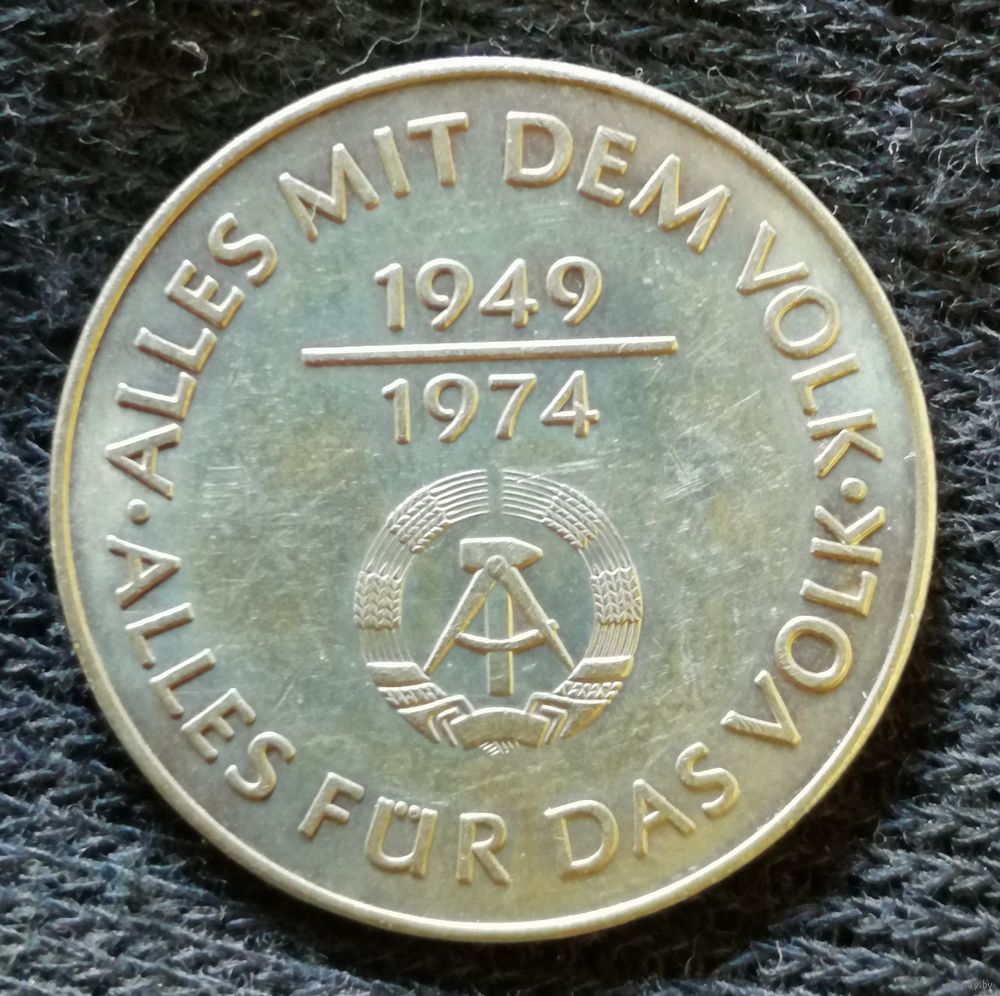 · ALLES MIT DEM VOLK ·
ALLES FÜR DAS VOLK
1949
1974